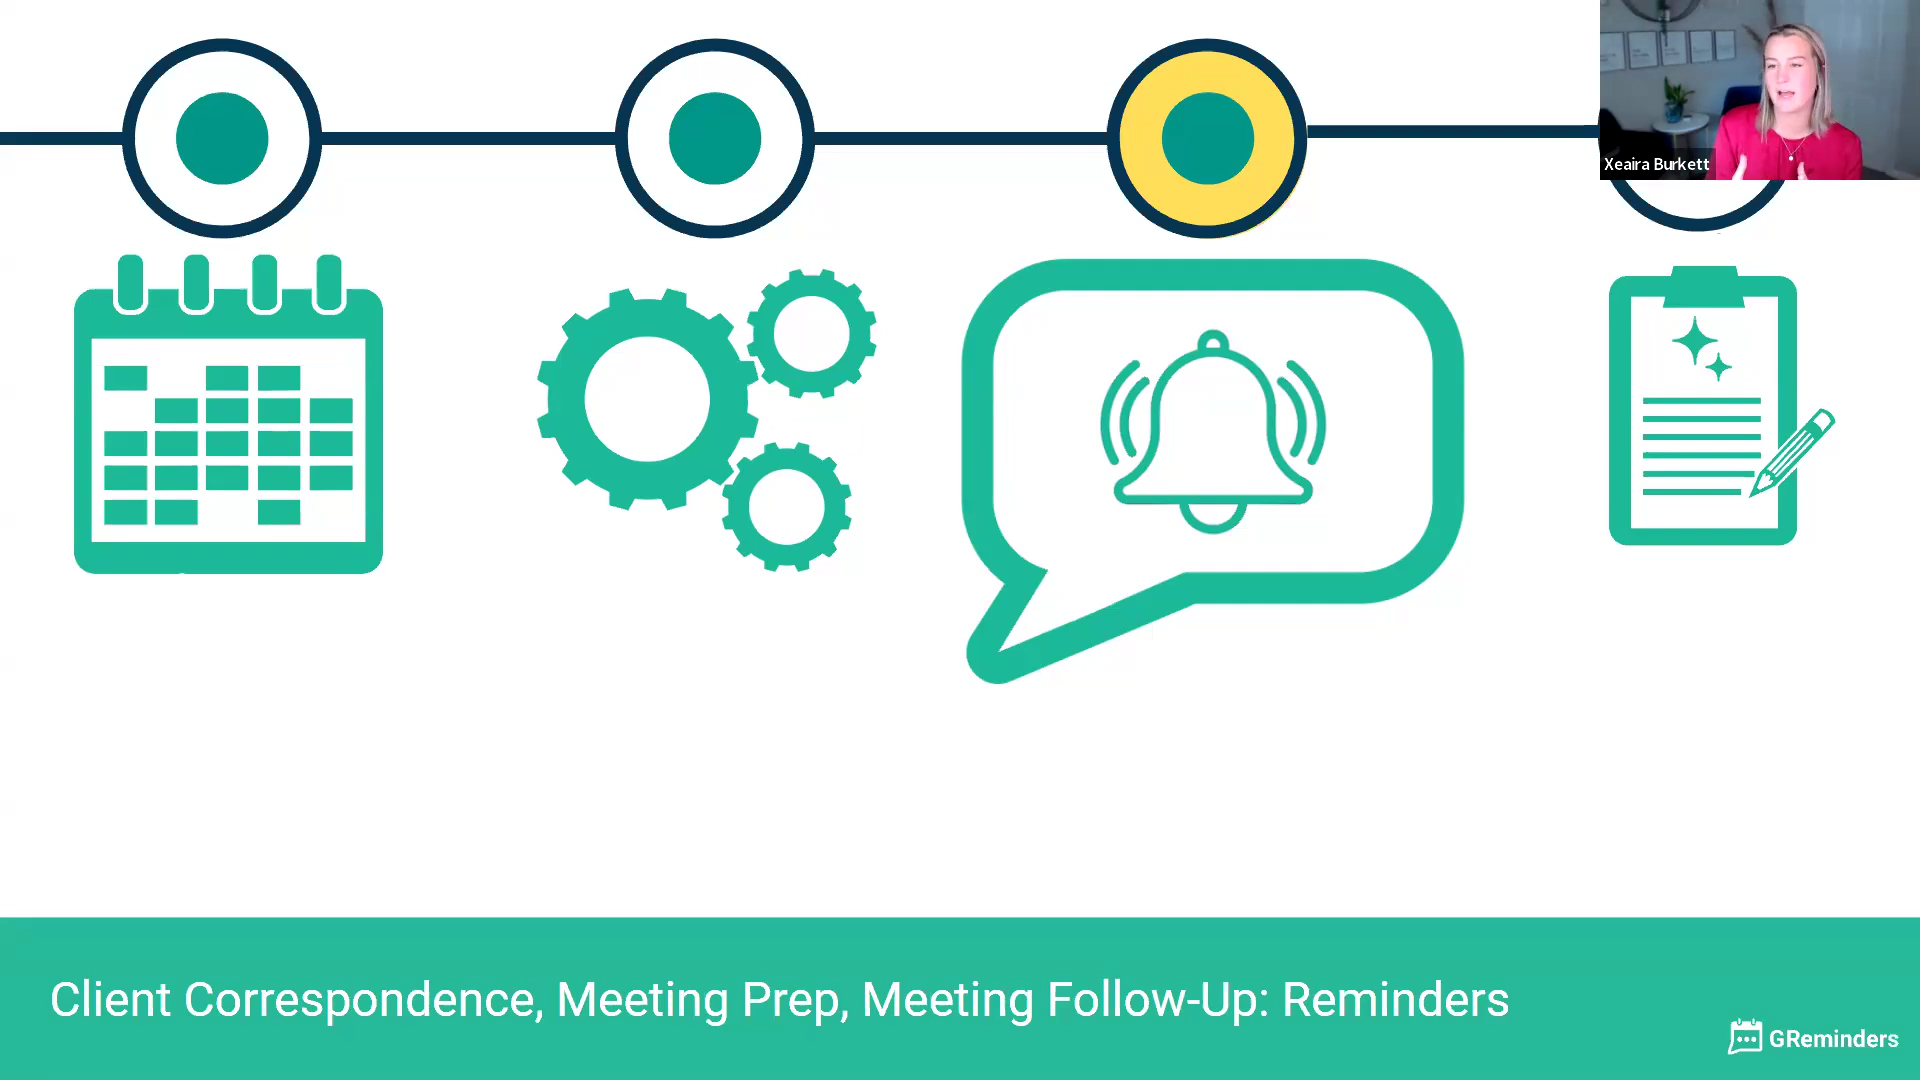 Xeaira Burkett
Client Correspondence, Meeting Prep, Meeting Follow-Up: Reminders
GReminders